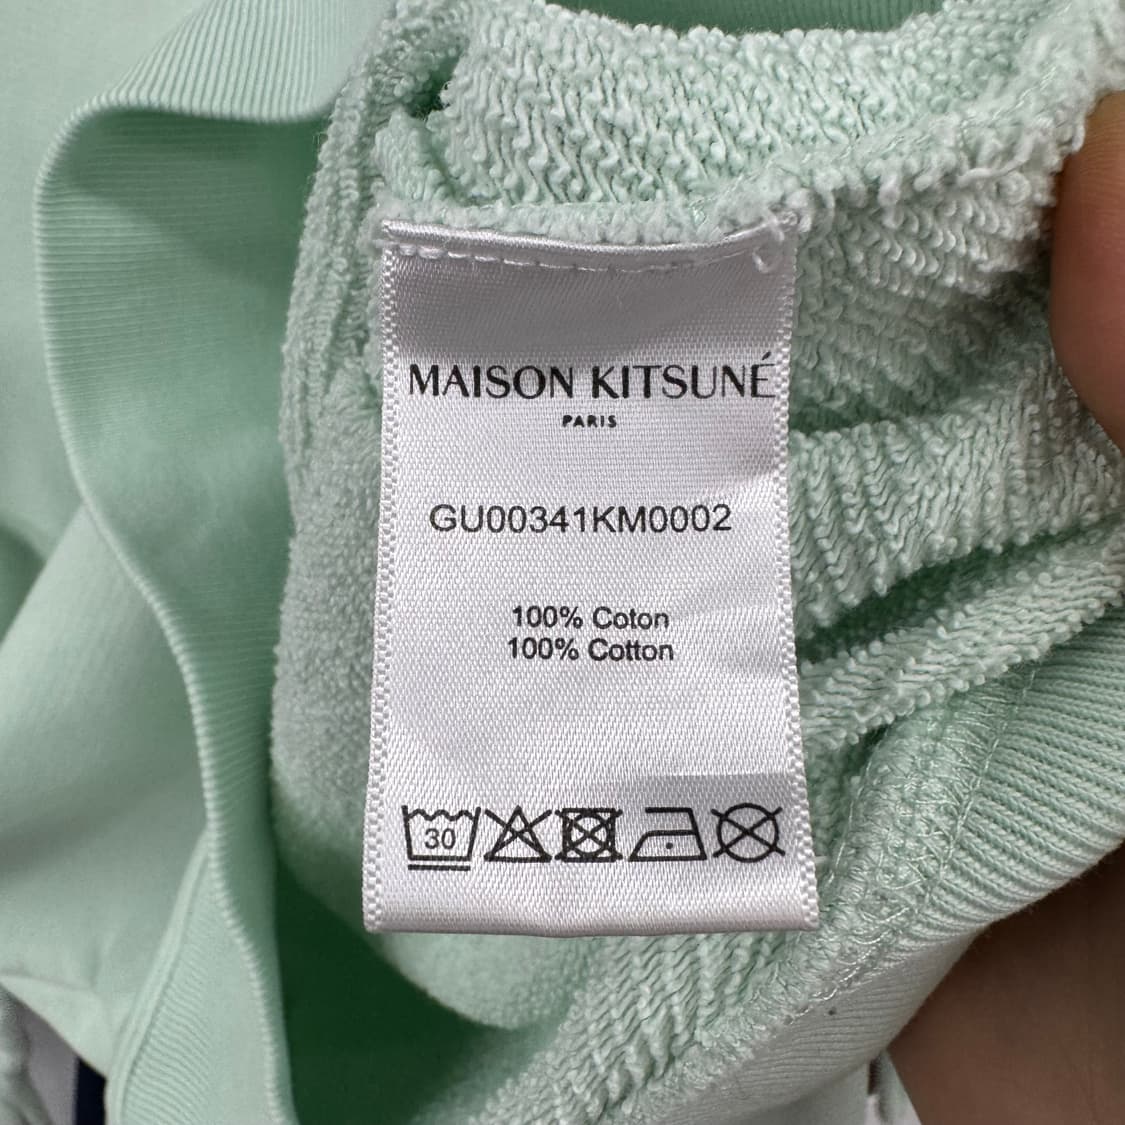 MAISON KITSUNÉ
PARIS
GU00341KM0002
100% Coton
100% Cotton
30